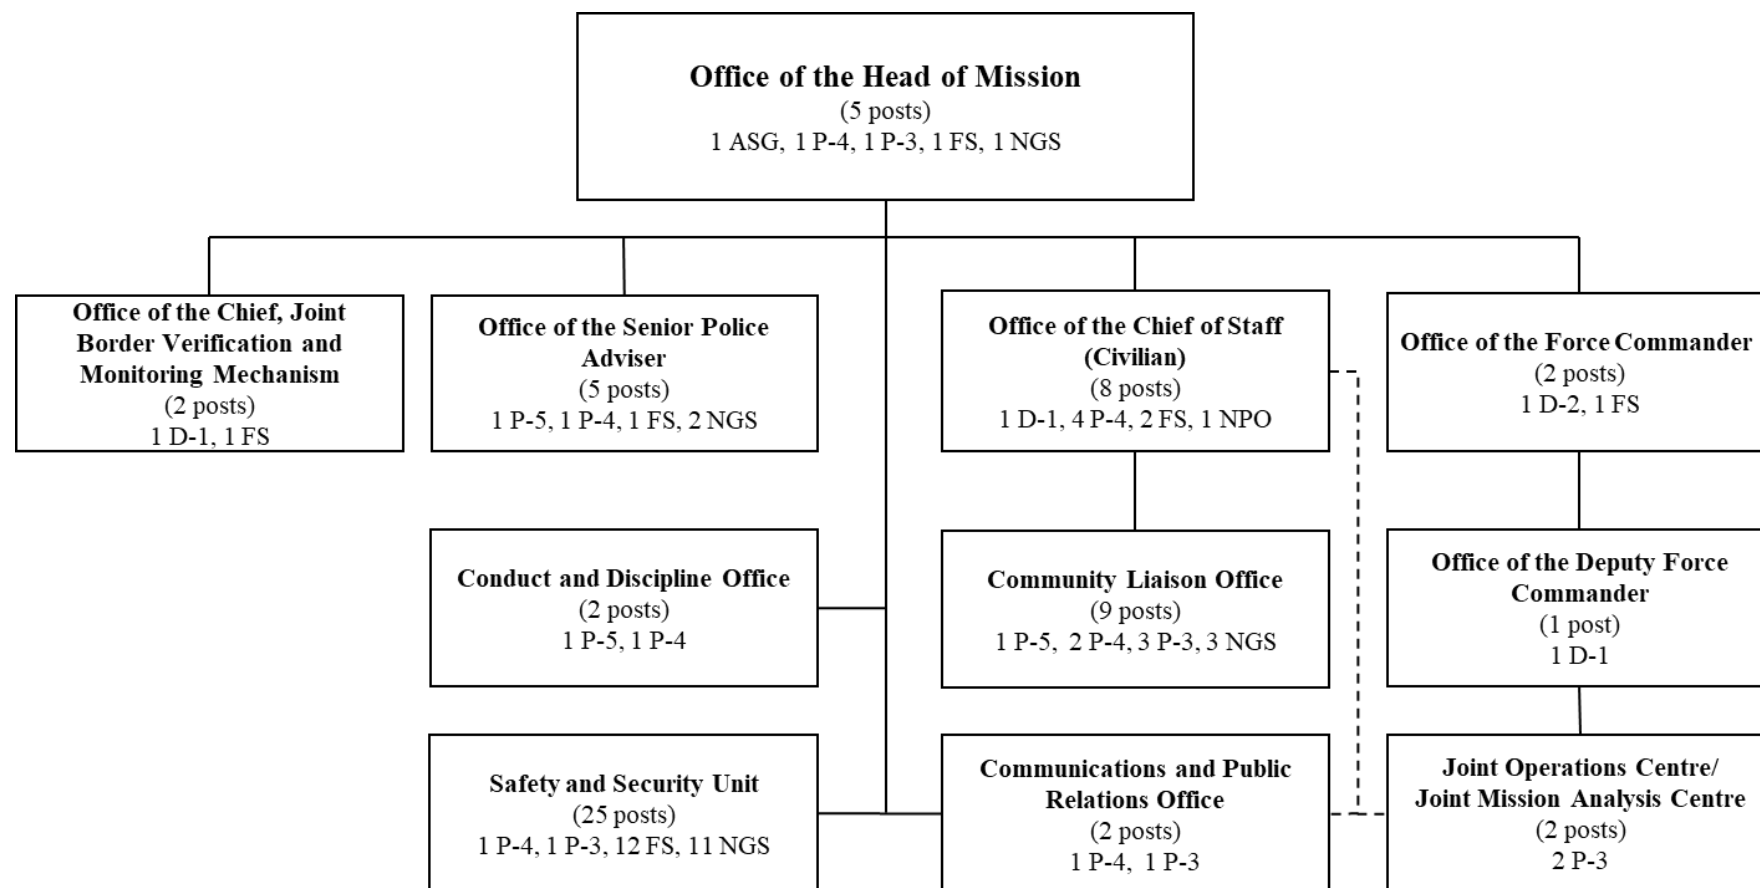 Office of the Head of Mission
(5 posts)
1 ASG, 1 P-4, 1 P-3, 1 FS, 1 NGS
Office of the Chief, Joint
Border Verification and
Monitoring Mechanism
(2 posts)
1 D-1, 1 FS
Office of the Senior Police
Adviser
(5 posts)
1 P-5, 1 P-4, 1 FS, 2 NGS
Office of the Chief of Staff
(Civilian)
(8 posts)
1 D-1, 4 P-4, 2 FS, 1 NPO
Office of the Force Commander
(2 posts)
1 D-2, 1 FS
Conduct and Discipline Office
(2 posts)
1 P-5, 1 P-4
Community Liaison Office
(9 posts)
1 P-5, 2 P-4, 3 P-3, 3 NGS
Office of the Deputy Force
Commander
(1 post)
1 D-1
Safety and Security Unit
(25 posts)
1 P-4, 1 P-3, 12 FS, 11 NGS
Communications and Public
Relations Office
(2 posts)
1 P-4, 1 P-3
Joint Operations Centre/
Joint Mission Analysis Centre
(2 posts)
2 P-3